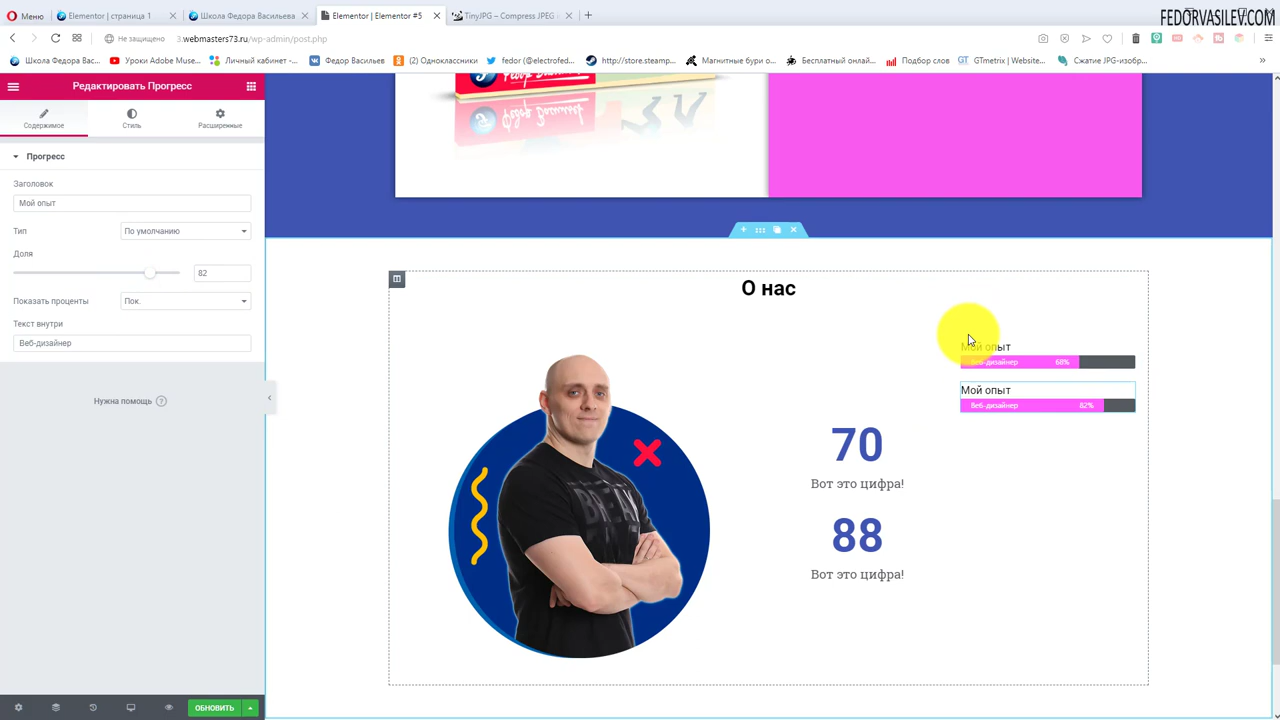 Меню
Elementor | страница 1
Школа Федора Васильева
Elementor | Elementor #5
TinyJPG – Compress JPEG
FEDORVASILEV.COM
Не защищено
3.webmasters73.ru/wp-admin/post.php
Школа Федора Вас...
Уроки Adobe Muse...
Личный кабинет -...
Федор Васильев
(2) Одноклассники
fedor (@electrofed...
http://store.steamp...
Магнитные бури о...
Бесплатный онлай...
Подбор слов
GTmetrix | Website...
Сжатие JPG-изобр...
Редактировать Прогресс
Содержимое
Стиль
Расширенные
Прогресс
Заголовок
Мой опыт
Тип
По умолчанию
Доля
82
Показать проценты
Пок.
Текст внутри
Веб-дизайнер
Нужна помощь ?
ОБНОВИТЬ
О нас
Мой опыт
Веб-дизайнер 68%
Мой опыт
Веб-дизайнер 82%
70
Вот это цифра!
88
Вот это цифра!